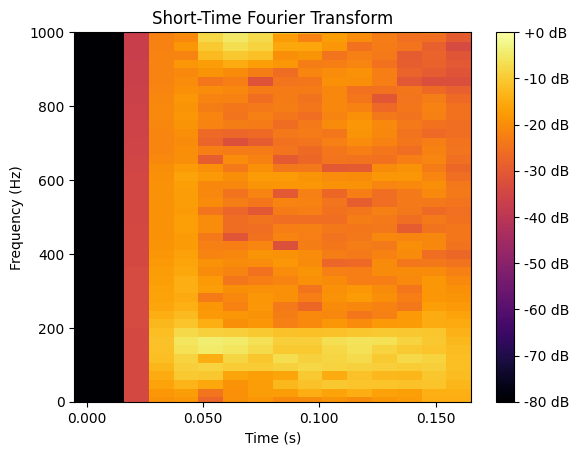 Short-Time Fourier Transform
Frequency (Hz)
1000
800
600
400
200
0
0.000
0.050
0.100
0.150
Time (s)
+0 dB
-10 dB
-20 dB
-30 dB
-40 dB
-50 dB
-60 dB
-70 dB
-80 dB